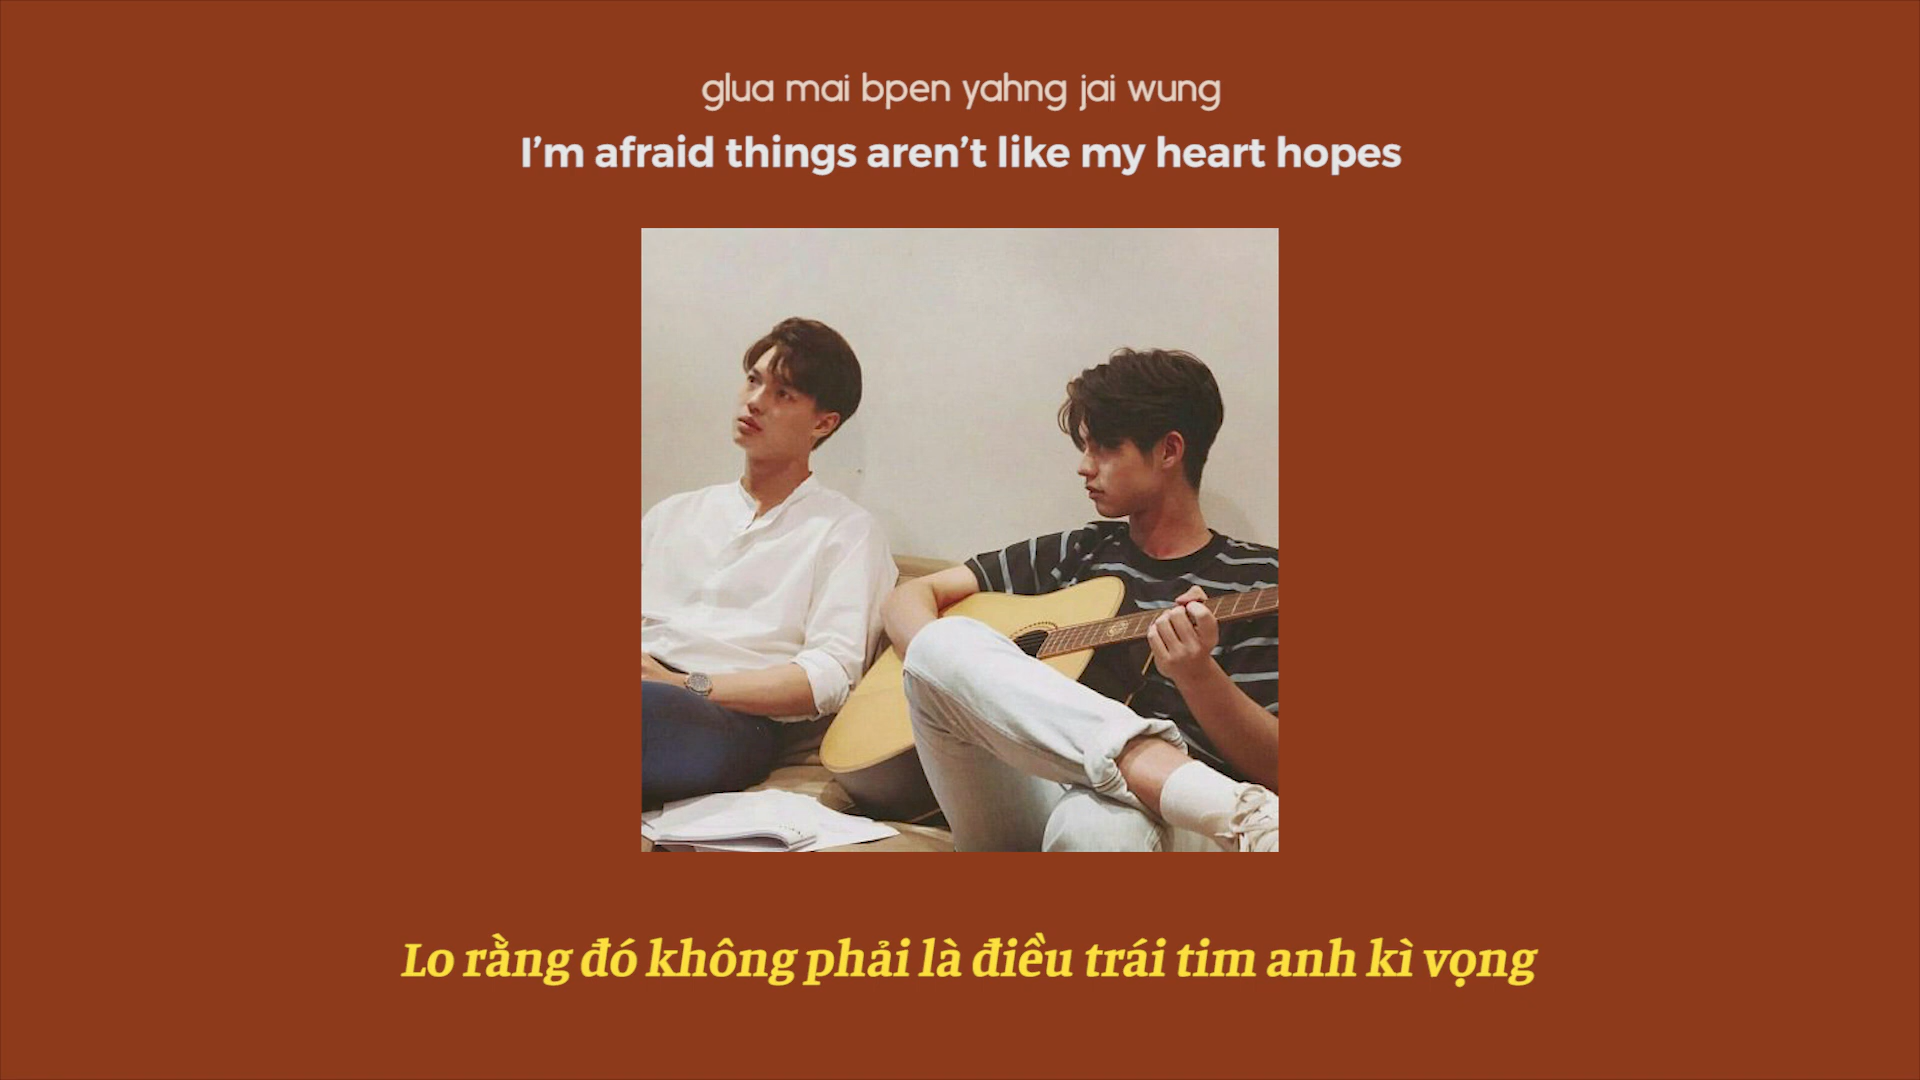 glua mai bpen yahng jai wung
I’m afraid things aren’t like my heart hopes
Lo rằng đó không phải là điều trái tim anh kì vọng